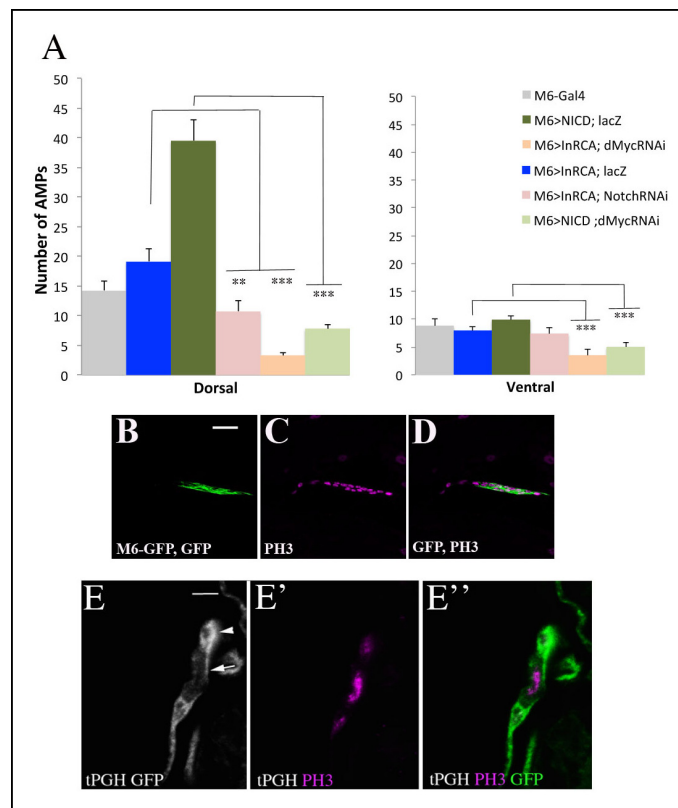 A
Number of AMPs
50
45
40
35
30
25
20
15
10
5
0
** *** ***
Dorsal
50
45
40
35
30
25
20
15
10
5
0
*** ***
Ventral
M6-Gal4
M6>NICD; lacZ
M6>InRCA; dMycRNAi
M6>InRCA; lacZ
M6>InRCA; NotchRNAi
M6>NICD ;dMycRNAi
B
M6-GFP, GFP
C
PH3
D
GFP, PH3
E
tPGH GFP
E'
tPGH PH3
E''
tPGH PH3 GFP